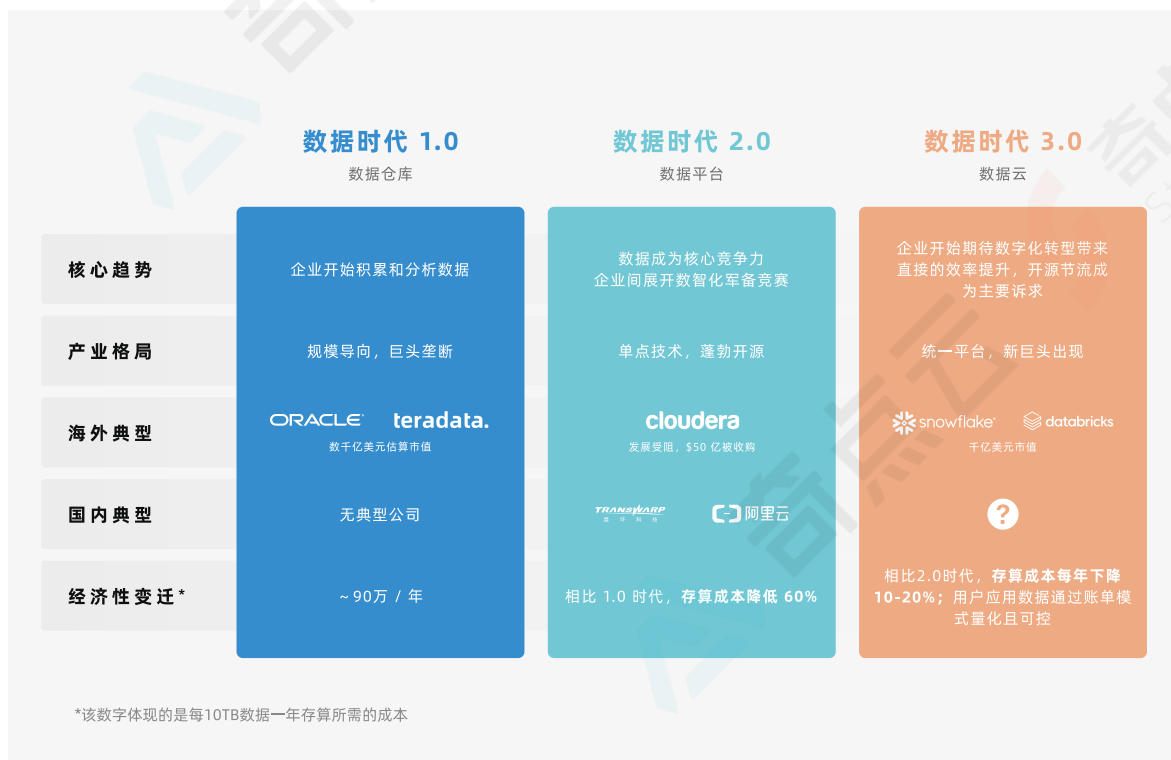 数据时代 1.0
数据仓库
数据时代 2.0
数据平台
数据时代 3.0
数据云
核心趋势
企业开始积累和分析数据
数据成为核心竞争力
企业间展开数智化军备竞赛
企业开始期待数字化转型带来
直接的效率提升，开源节流成
为主要诉求
产业格局
规模导向，巨头垄断
单点技术，蓬勃开源
统一平台，新巨头出现
海外典型
ORACLE
teradata.
数千亿美元估算市值
cloudera
发展受阻，$50 亿被收购
snowflake
databricks
千亿美元市值
国内典型
无典型公司
TRANSWARP
星环科技
阿里云
?
经济性变迁*
~ 90万 / 年
相比 1.0 时代，存算成本降低 60%
相比2.0时代，存算成本每年下降
10-20%；用户应用数据通过账单模
式量化且可控
*该数字体现的是每10TB数据一年存算所需的成本
奇点云